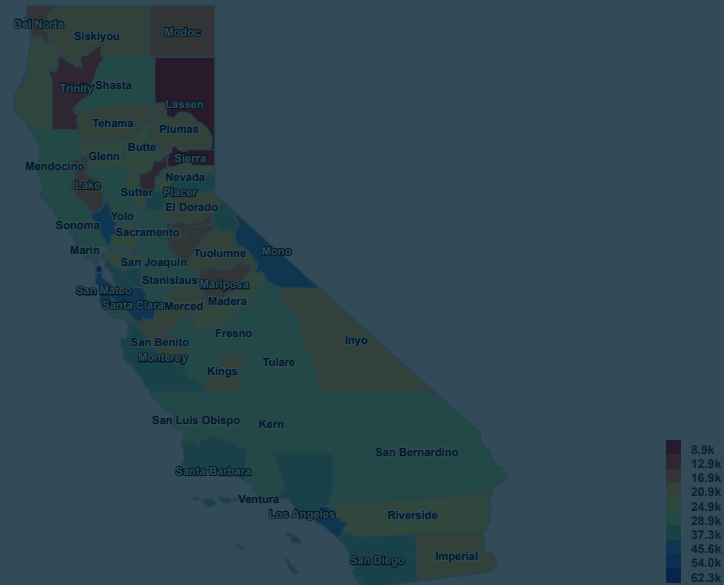 Del Norte
Siskiyou
Modoc
Trinity
Shasta
Lassen
Tehama
Plumas
Butte
Glenn
Sierra
Mendocino
Nevada
Lake
Sutter
Placer
El Dorado
Yolo
Sonoma
Sacramento
Marin
Tuolumne
Mono
San Joaquin
Stanislaus
Mariposa
San Mateo
Santa Clara
Merced
Madera
Fresno
San Benito
Inyo
Monterey
Tulare
Kings
San Luis Obispo
Kern
San Bernardino
Santa Barbara
Ventura
Los Angeles
Riverside
San Diego
Imperial
8.9k
12.9k
16.9k
20.9k
24.9k
28.9k
37.3k
45.6k
54.0k
62.3k